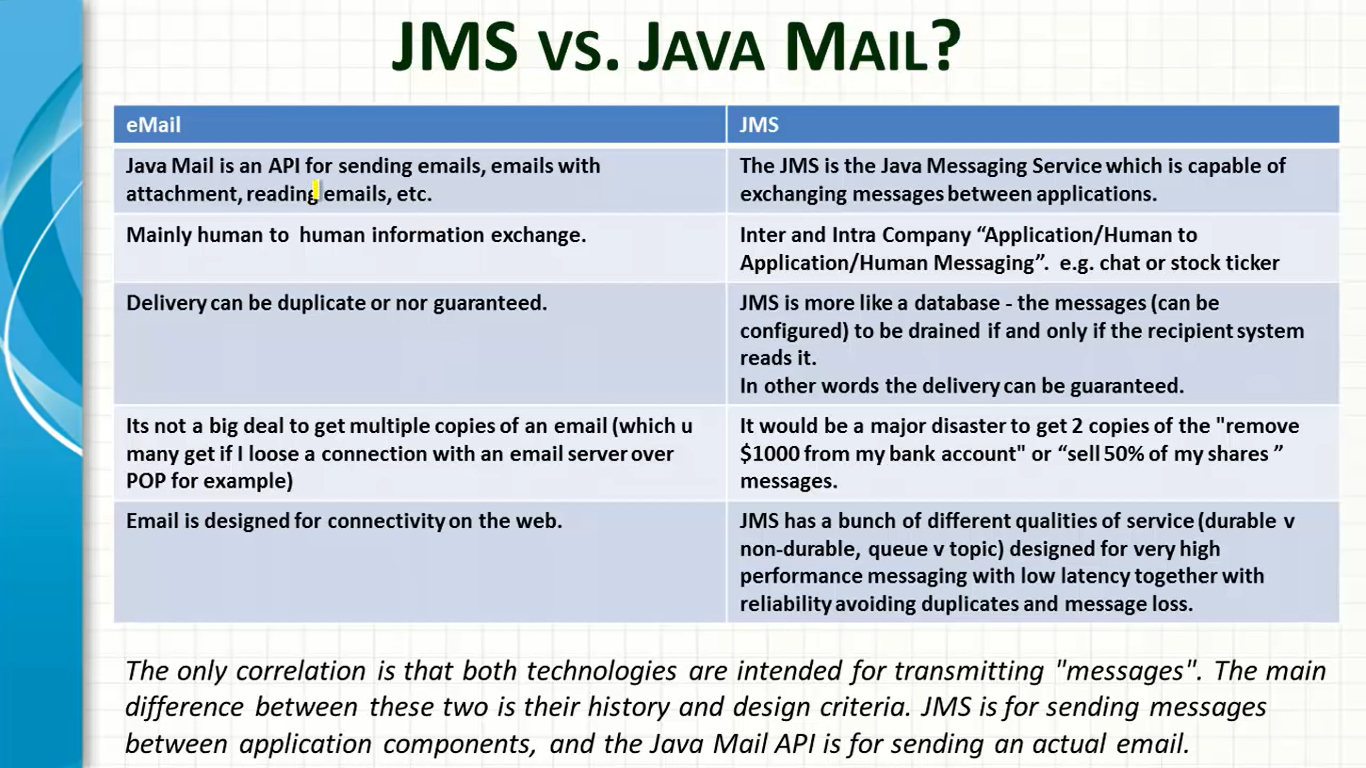 JMS VS. JAVA MAIL?
eMail
JMS
Java Mail is an API for sending emails, emails with
attachment, reading emails, etc.
The JMS is the Java Messaging Service which is capable of
exchanging messages between applications.
Mainly human to human information exchange.
Inter and Intra Company “Application/Human to
Application/Human Messaging”. e.g. chat or stock ticker
Delivery can be duplicate or nor guaranteed.
JMS is more like a database - the messages (can be
configured) to be drained if and only if the recipient system
reads it.
In other words the delivery can be guaranteed.
Its not a big deal to get multiple copies of an email (which u
many get if I loose a connection with an email server over
POP for example)
It would be a major disaster to get 2 copies of the "remove
$1000 from my bank account" or “sell 50% of my shares ”
messages.
Email is designed for connectivity on the web.
JMS has a bunch of different qualities of service (durable v
non-durable, queue v topic) designed for very high
performance messaging with low latency together with
reliability avoiding duplicates and message loss.
The only correlation is that both technologies are intended for transmitting "messages". The main
difference between these two is their history and design criteria. JMS is for sending messages
between application components, and the Java Mail API is for sending an actual email.